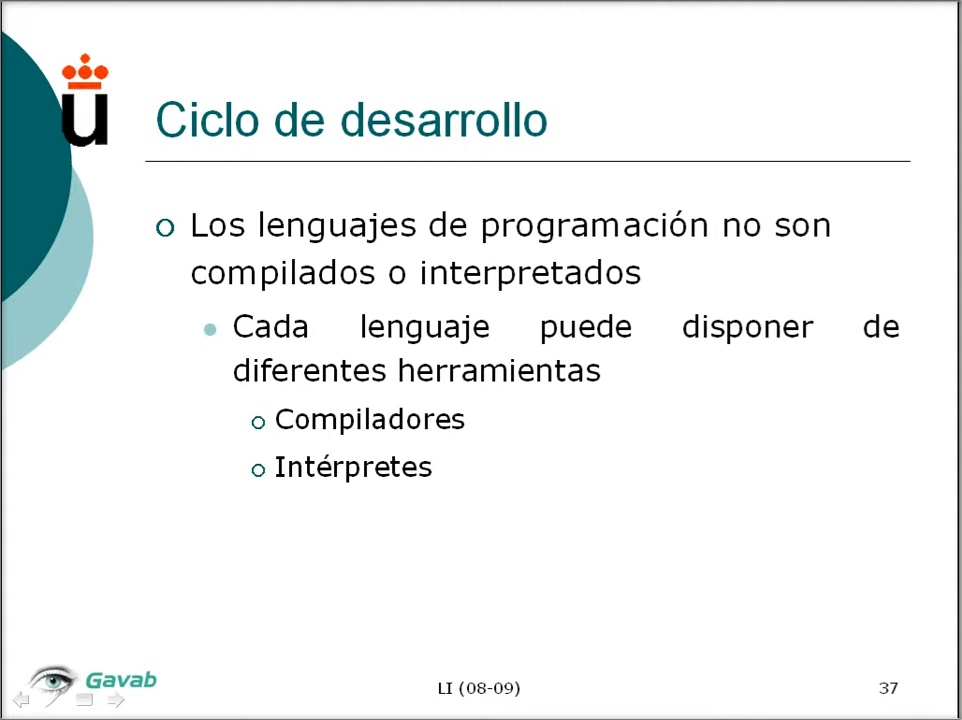 u
Ciclo de desarrollo
Los lenguajes de programación no son
compilados o interpretados
Cada lenguaje puede disponer de
diferentes herramientas
Compiladores
Intérpretes
Gavab
LI (08-09)
37